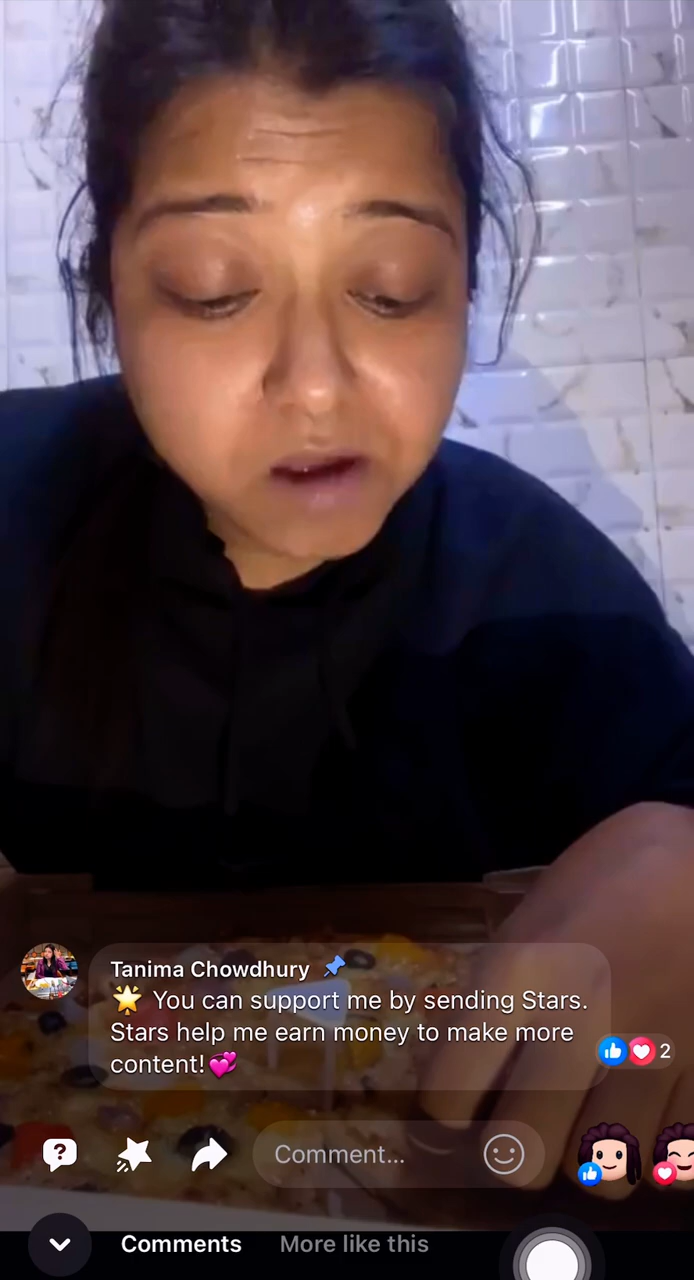 Tanima Chowdhury 📌
🌟 You can support me by sending Stars.
Stars help me earn money to make more
content!💞
2
?
Comment...
Comments
More like this